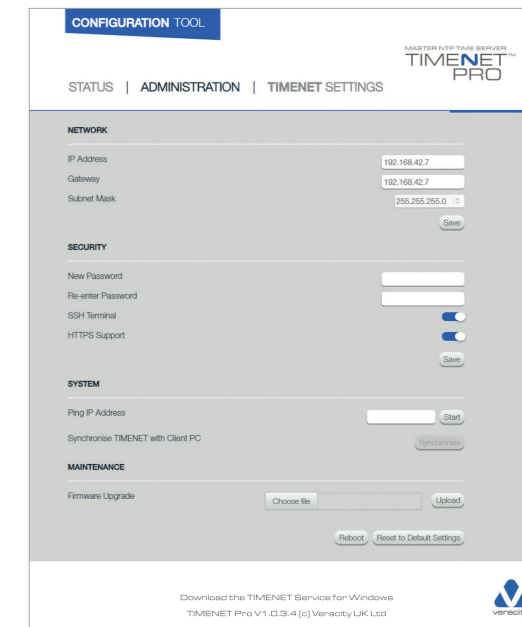 CONFIGURATION TOOL
MASTER NTP TIME SERVER
TIMENET™
PRO
STATUS | ADMINISTRATION | TIMENET SETTINGS
NETWORK
IP Address 192.168.42.7
Gateway 192.168.42.7
Subnet Mask 255.255.255.0
Save
SECURITY
New Password
Re-enter Password
SSH Terminal
HTTPS Support
Save
SYSTEM
Ping IP Address Start
Synchronise TIMENET with Client PC Synchronise
MAINTENANCE
Firmware Upgrade Choose file Upload
Reboot Reset to Default Settings
Download the TIMENET Service for Windows
TIMENET Pro V1.0.3.4 (c) Veracity UK Ltd